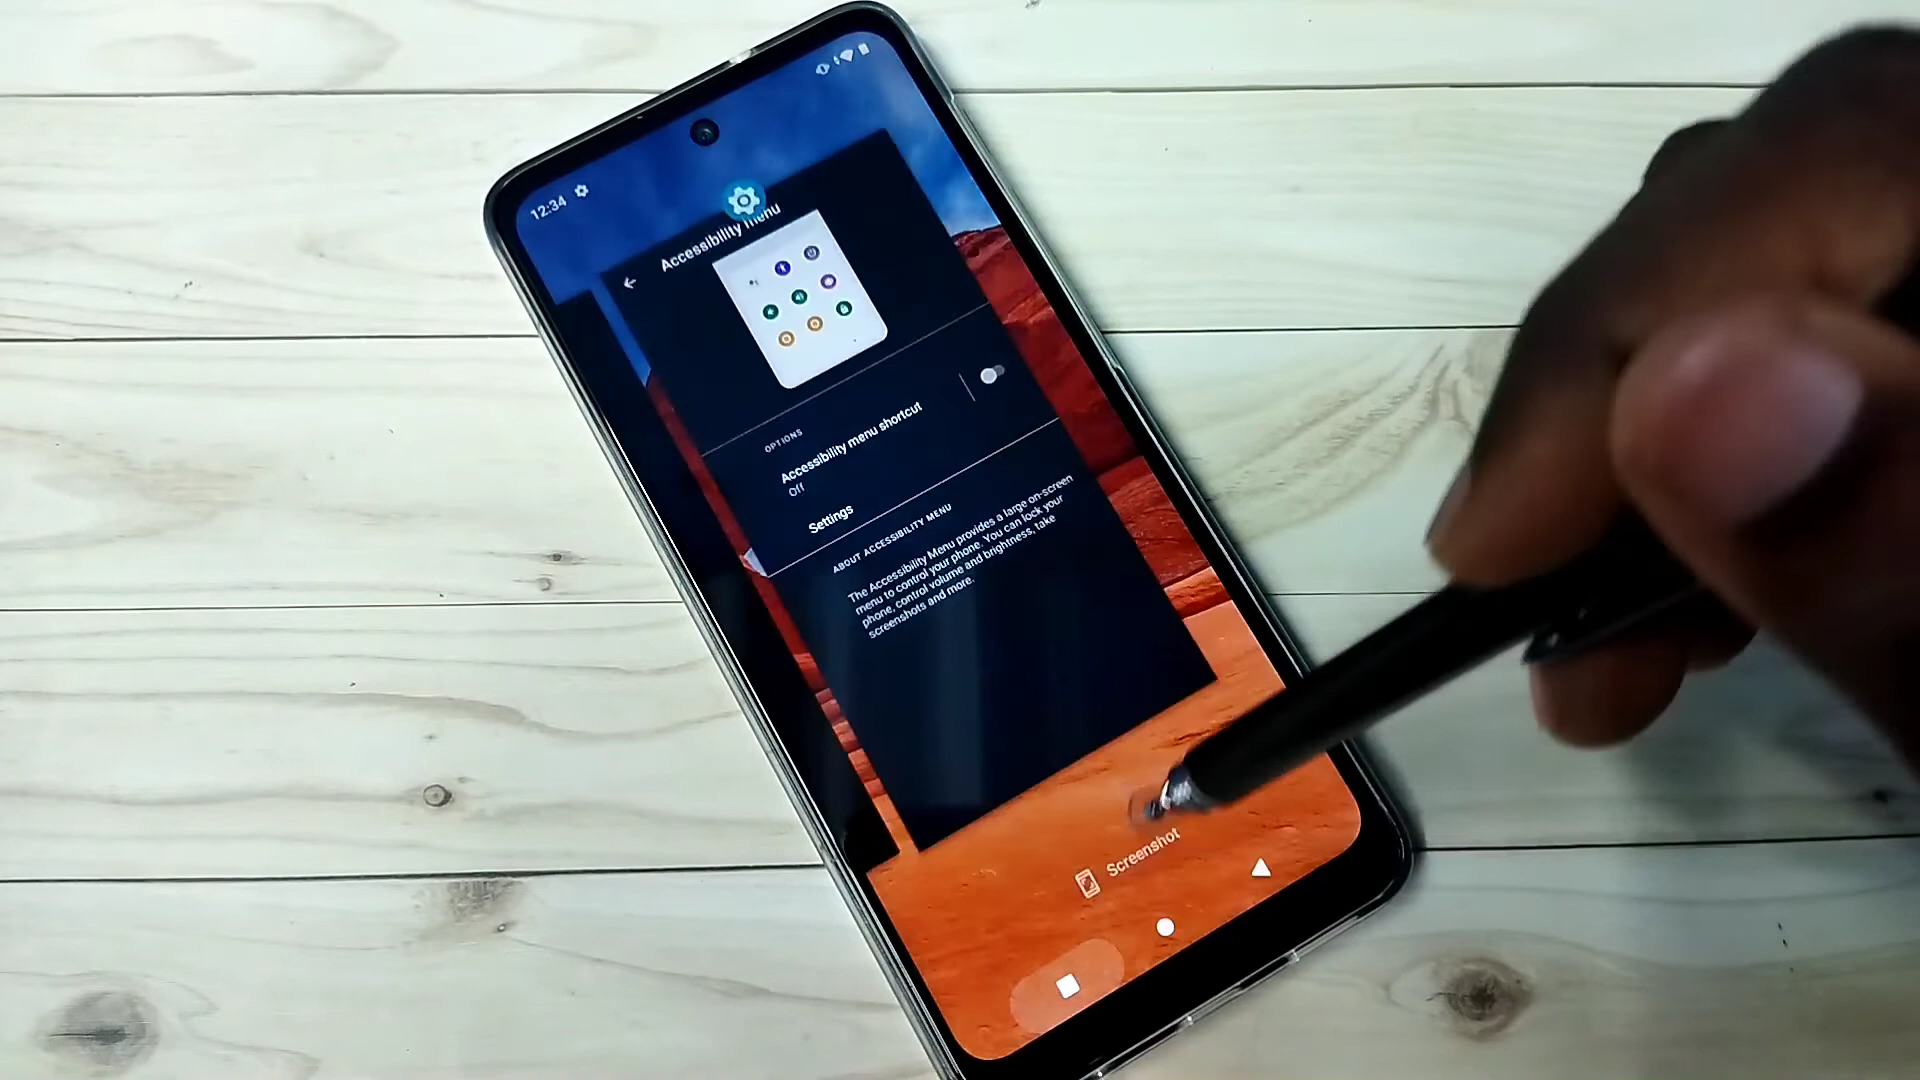 12:34
Accessibility menu
OPTIONS
Accessibility menu shortcut
Off
Settings
ABOUT ACCESSIBILITY MENU
The Accessibility Menu provides a large on-screen
menu to control your phone. You can lock your
phone, control volume and brightness, take
screenshots and more.
Screenshot